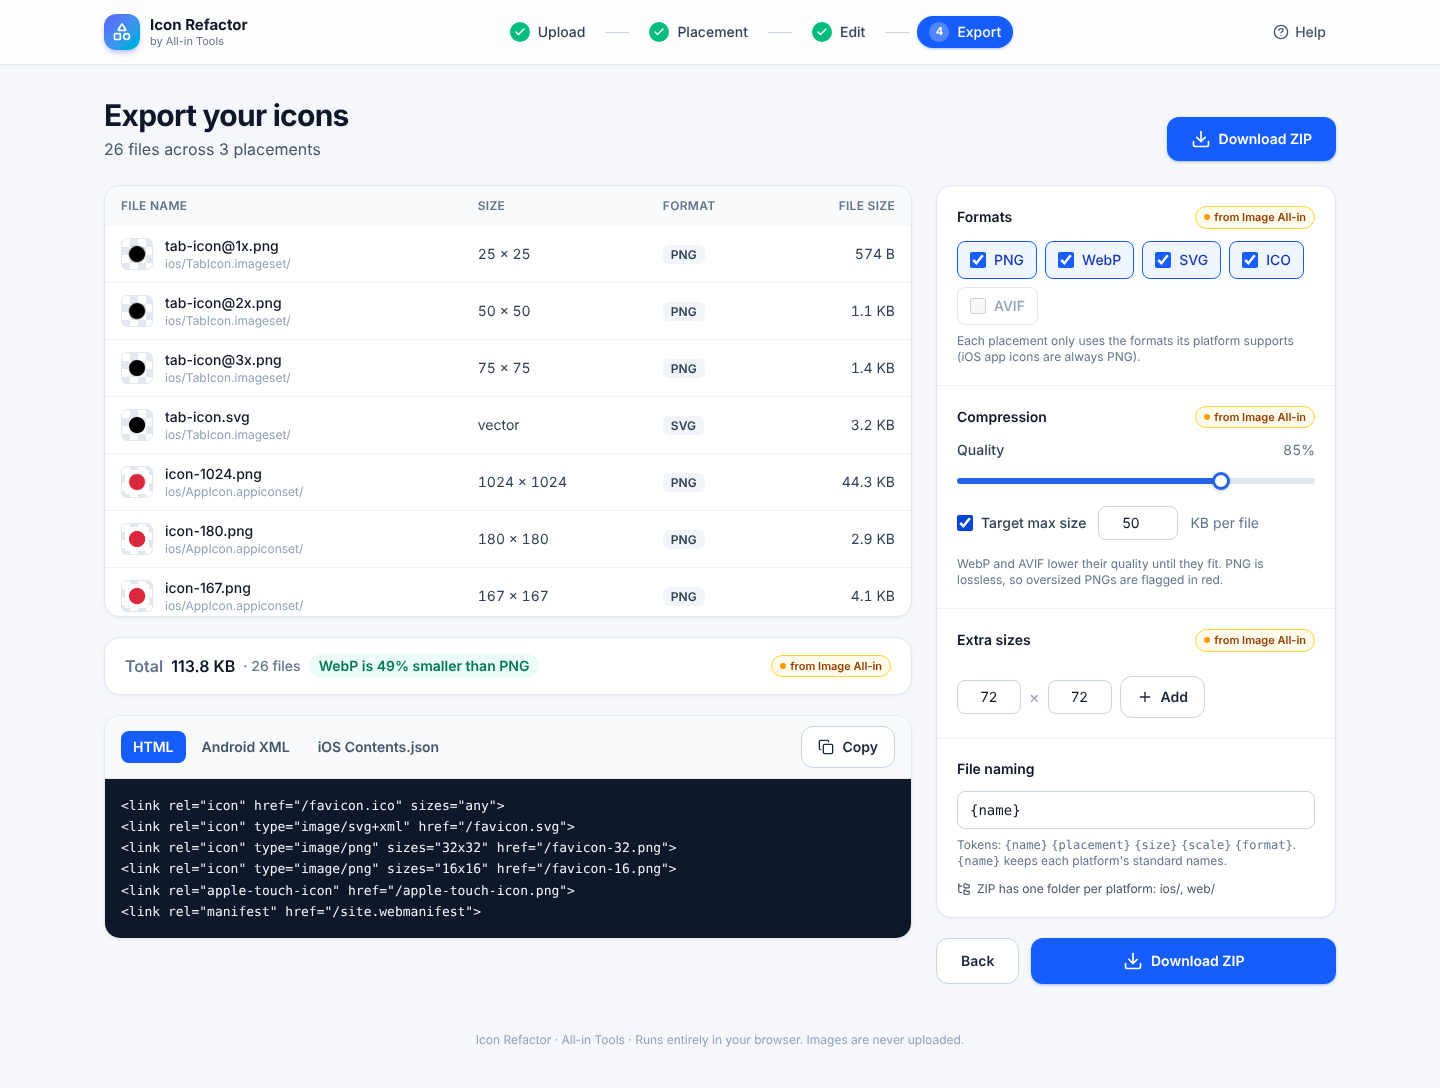 Icon Refactor
by All-in Tools
Upload
Placement
Edit
4 Export
Help
Export your icons
26 files across 3 placements
Download ZIP
FILE NAME SIZE FORMAT FILE SIZE
tab-icon@1x.png
ios/TabIcon.imageset/
25 × 25 PNG 574 B
tab-icon@2x.png
ios/TabIcon.imageset/
50 × 50 PNG 1.1 KB
tab-icon@3x.png
ios/TabIcon.imageset/
75 × 75 PNG 1.4 KB
tab-icon.svg
ios/TabIcon.imageset/
vector SVG 3.2 KB
icon-1024.png
ios/AppIcon.appiconset/
1024 × 1024 PNG 44.3 KB
icon-180.png
ios/AppIcon.appiconset/
180 × 180 PNG 2.9 KB
icon-167.png
ios/AppIcon.appiconset/
167 × 167 PNG 4.1 KB
Total 113.8 KB · 26 files WebP is 49% smaller than PNG from Image All-in
HTML Android XML iOS Contents.json Copy
<link rel="icon" href="/favicon.ico" sizes="any">
<link rel="icon" type="image/svg+xml" href="/favicon.svg">
<link rel="icon" type="image/png" sizes="32x32" href="/favicon-32.png">
<link rel="icon" type="image/png" sizes="16x16" href="/favicon-16.png">
<link rel="apple-touch-icon" href="/apple-touch-icon.png">
<link rel="manifest" href="/site.webmanifest">
Formats from Image All-in
PNG WebP SVG ICO
AVIF
Each placement only uses the formats its platform supports
(iOS app icons are always PNG).
Compression from Image All-in
Quality 85%
Target max size 50 KB per file
WebP and AVIF lower their quality until they fit. PNG is
lossless, so oversized PNGs are flagged in red.
Extra sizes from Image All-in
72 × 72 + Add
File naming
{name}
Tokens: {name} {placement} {size} {scale} {format}.
{name} keeps each platform's standard names.
ZIP has one folder per platform: ios/, web/
Back Download ZIP
Icon Refactor · All-in Tools · Runs entirely in your browser. Images are never uploaded.